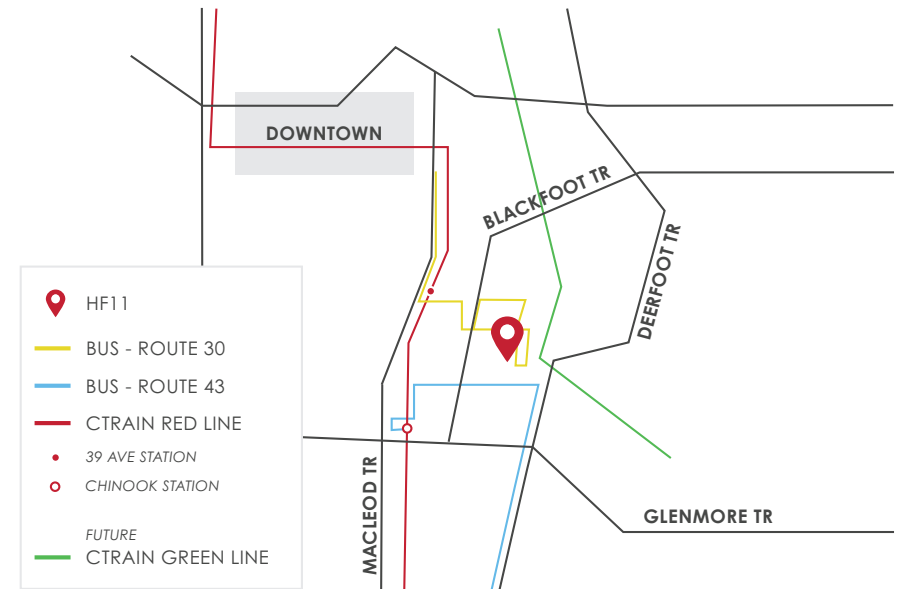 DOWNTOWN
BLACKFOOT TR
DEERFOOT TR
HF11
BUS - ROUTE 30
BUS - ROUTE 43
CTRAIN RED LINE
39 AVE STATION
CHINOOK STATION
FUTURE
CTRAIN GREEN LINE
MACLEOD TR
GLENMORE TR